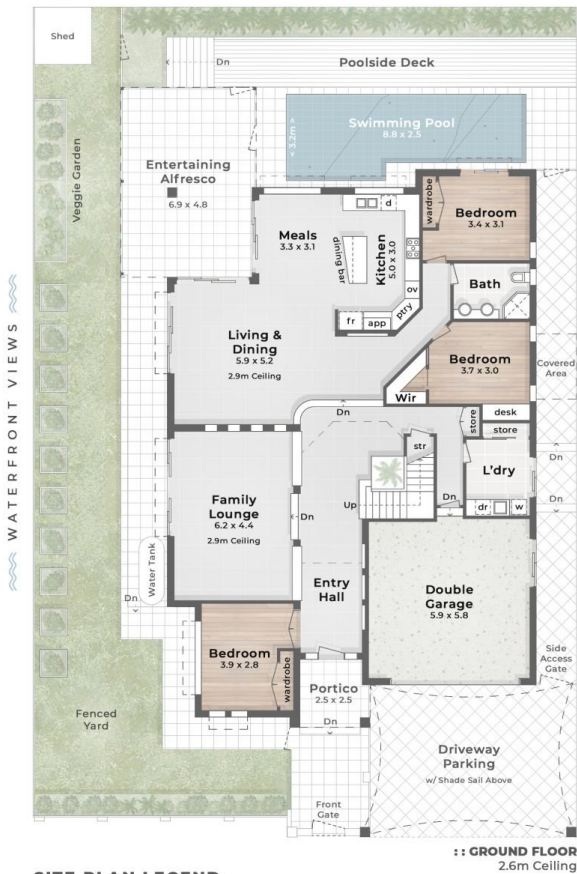 Shed
Dn
Poolside Deck
Swimming Pool
8.8 x 2.5
< 3.2m >
Entertaining
Alfresco
6.9 x 4.8
Veggie Garden
wardrobe
Bedroom
3.4 x 3.1
d
Meals
3.3 x 3.1
dining bar
Kitchen
5.0 x 3.0
ov
ptry
fr
app
Bath
Living &
Dining
5.9 x 5.2
2.9m Ceiling
Bedroom
3.7 x 3.0
Covered
Area
Wir
Dn
store
desk
store
str
L'dry
Dn
Dn
Dn
dr
w
Up
Family
Lounge
6.2 x 4.4
2.9m Ceiling
Dn
WATERFRONT VIEWS
Water Tank
Dn
Entry
Hall
Double
Garage
5.9 x 5.8
Bedroom
3.9 x 2.8
wardrobe
Portico
2.5 x 2.5
Dn
Side
Access
Gate
Fenced
Yard
Driveway
Parking
w/ Shade Sail Above
Front
Gate
:: GROUND FLOOR
2.6m Ceiling
SITE PLAN LEGEND